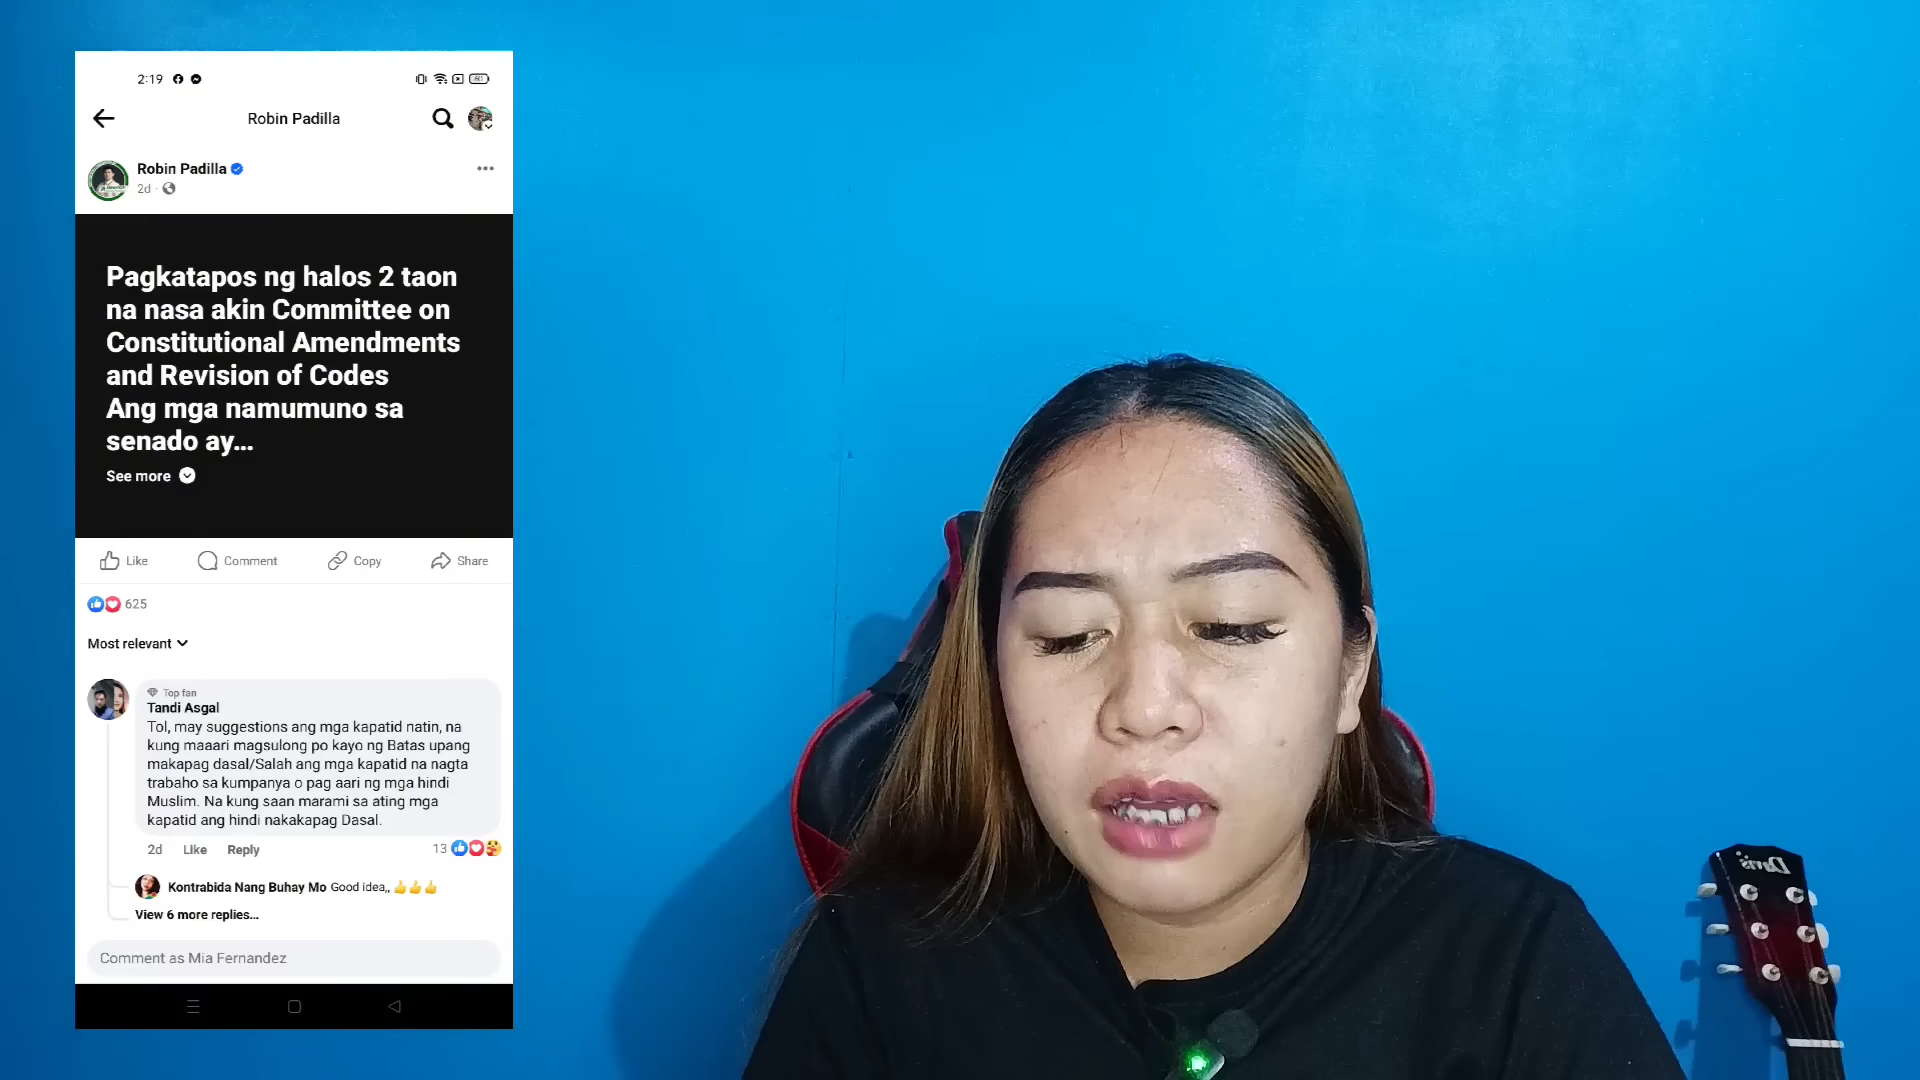 2:19
Robin Padilla
Robin Padilla
2d
Pagkatapos ng halos 2 taon
na nasa akin Committee on
Constitutional Amendments
and Revision of Codes
Ang mga namumuno sa
senado ay...
See more
Like
Comment
Copy
Share
625
Most relevant
Top fan
Tandi Asgal
Tol, may suggestions ang mga kapatid natin, na
kung maaari magsulong po kayo ng Batas upang
makapag dasal/Salah ang mga kapatid na nagta
trabaho sa kumpanya o pag aari ng mga hindi
Muslim. Na kung saan marami sa ating mga
kapatid ang hindi nakakapag Dasal.
2d Like Reply 13
Kontrabida Nang Buhay Mo Good idea,, 👍👍👍
View 6 more replies...
Comment as Mia Fernandez